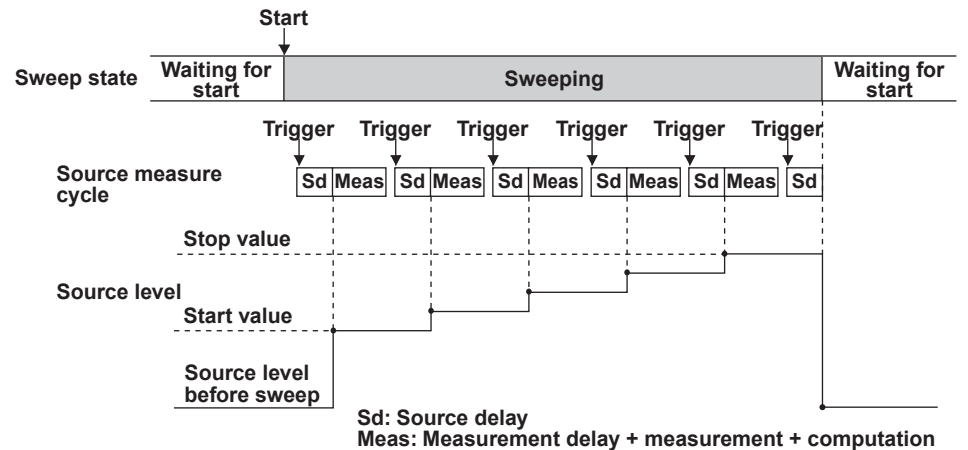 Start
Sweep state
Waiting for
start
Sweeping
Waiting for
start
Trigger Trigger Trigger Trigger Trigger Trigger
Source measure
cycle
Sd Meas Sd Meas Sd Meas Sd Meas Sd Meas Sd
Stop value
Source level
Start value
Source level
before sweep
Sd: Source delay
Meas: Measurement delay + measurement + computation